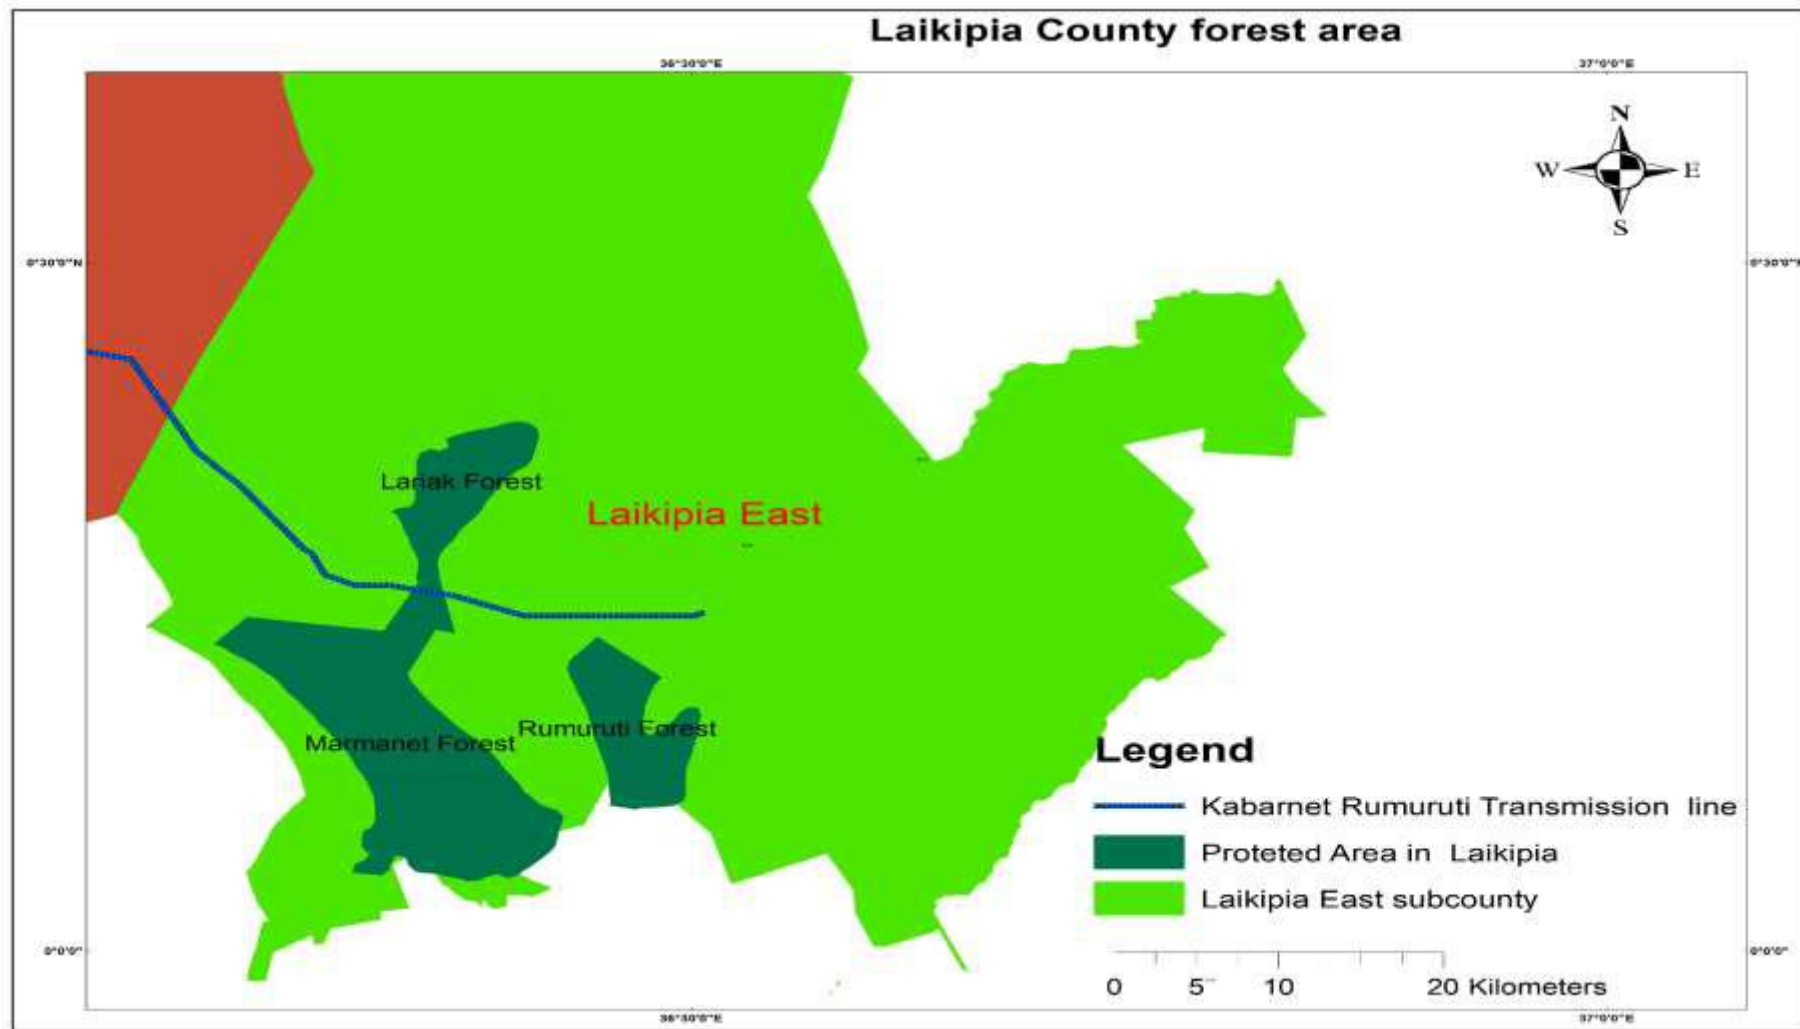 Laikipia County forest area
36°30'0"E
37°0'0"E
N
W
E
S
0°30'0"N
0°30'0"N
Lariak Forest
Laikipia East
Rumuruti Forest
Marmanet Forest
Legend
Kabarnet Rumuruti Transmission line
Proteted Area in Laikipia
Laikipia East subcounty
0°0'0"
0°0'0"
0 5 10 20 Kilometers
36°30'0"E
37°0'0"E